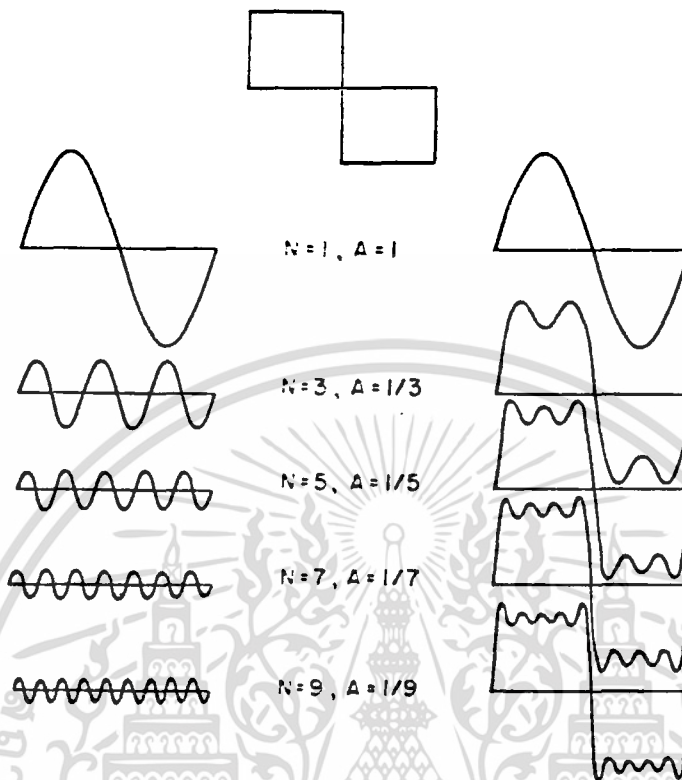 N=1, A=1
N=3, A=1/3
N=5, A=1/5
N=7, A=1/7
N=9, A=1/9